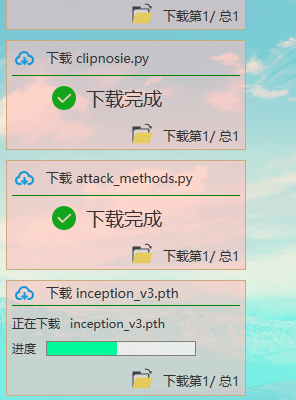 下载第1/ 总1
下载 clipnosie.py
下载完成
下载第1/ 总1
下载 attack_methods.py
下载完成
下载第1/ 总1
下载 inception_v3.pth
正在下载 inception_v3.pth
进度
下载第1/ 总1